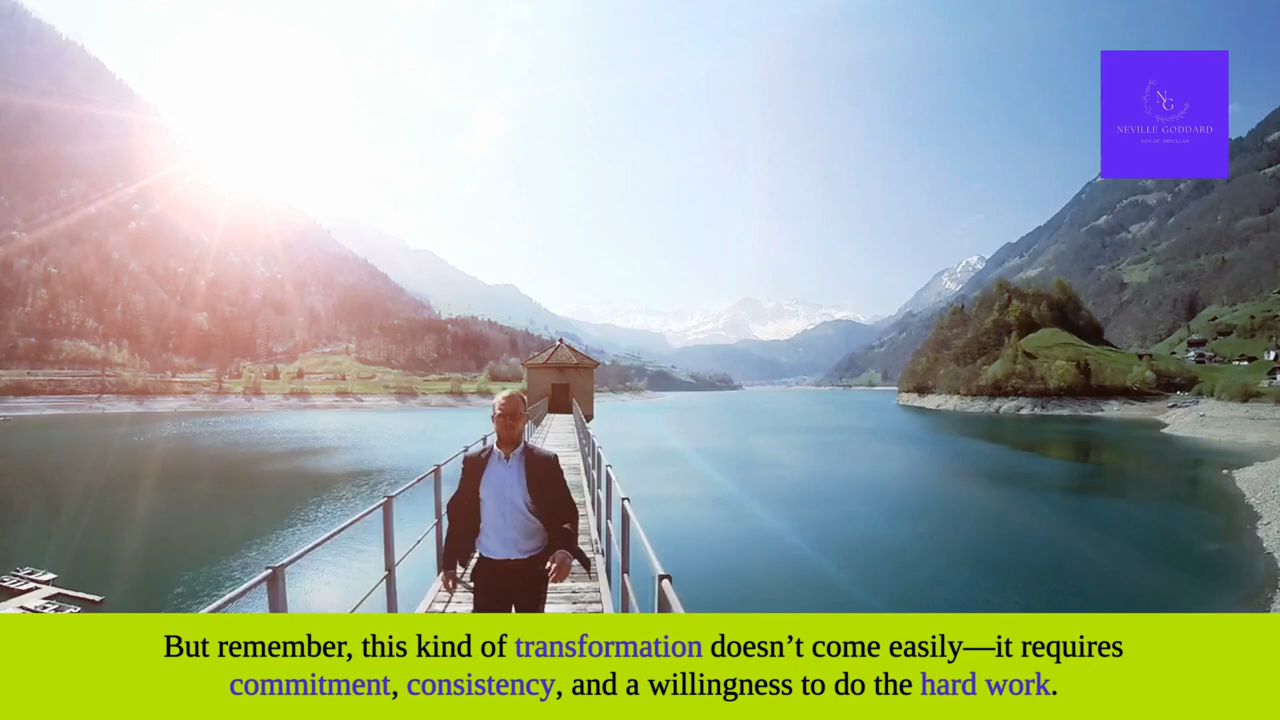 NG
NEVILLE GODDARD
But remember, this kind of transformation doesn’t come easily—it requires
commitment, consistency, and a willingness to do the hard work.